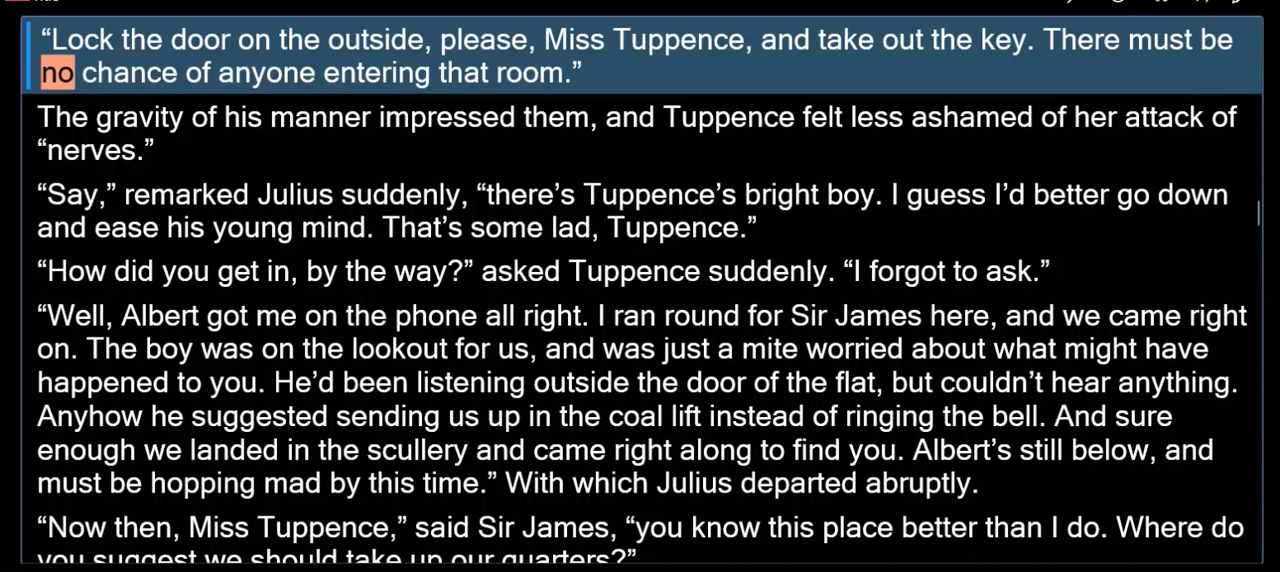 “Lock the door on the outside, please, Miss Tuppence, and take out the key. There must be
no chance of anyone entering that room.”
The gravity of his manner impressed them, and Tuppence felt less ashamed of her attack of
“nerves.”
“Say,” remarked Julius suddenly, “there’s Tuppence’s bright boy. I guess I’d better go down
and ease his young mind. That’s some lad, Tuppence.”
“How did you get in, by the way?” asked Tuppence suddenly. “I forgot to ask.”
“Well, Albert got me on the phone all right. I ran round for Sir James here, and we came right
on. The boy was on the lookout for us, and was just a mite worried about what might have
happened to you. He’d been listening outside the door of the flat, but couldn’t hear anything.
Anyhow he suggested sending us up in the coal lift instead of ringing the bell. And sure
enough we landed in the scullery and came right along to find you. Albert’s still below, and
must be hopping mad by this time.” With which Julius departed abruptly.
“Now then, Miss Tuppence,” said Sir James, “you know this place better than I do. Where do
you suggest we should take up our quarters?”